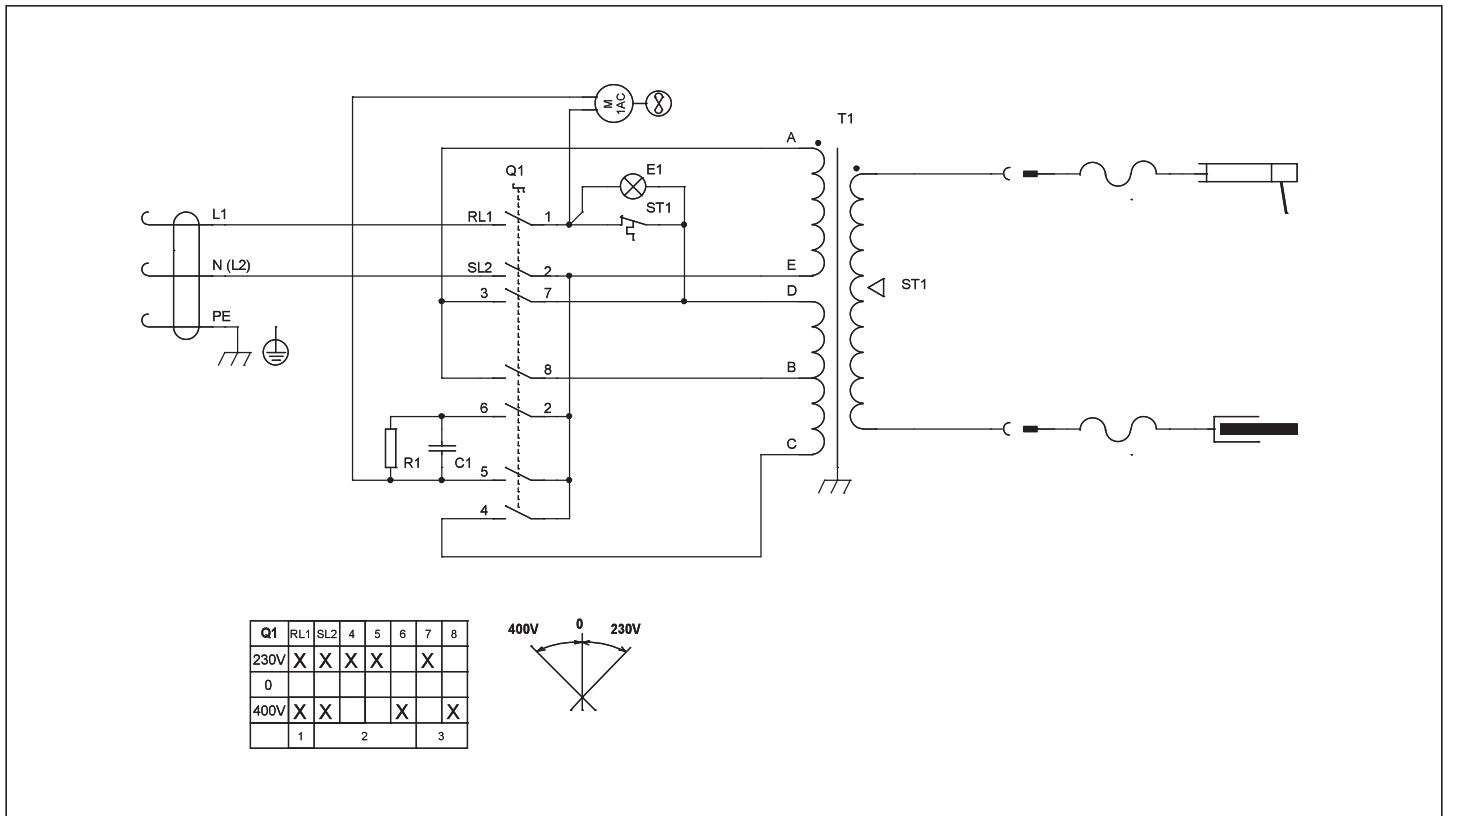 M
1AC
T1
A
Q1
E1
L1
RL1
1
ST1
N (L2)
SL2
2
E
3
7
D
ST1
PE
8
B
6
2
R1
C1
5
C
4
400V
0
230V
Q1 RL1 SL2 4 5 6 7 8
230V X X X X X
0
400V X X X X
1 2 3